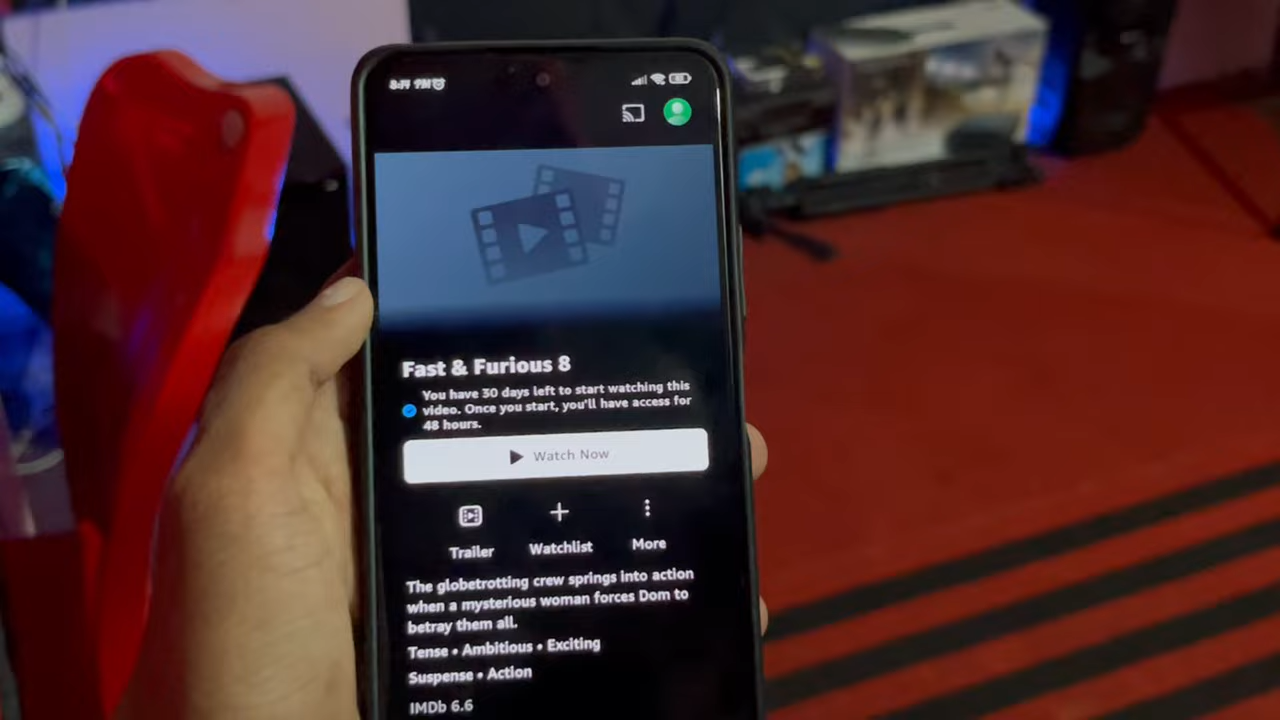 Fast & Furious 8
You have 30 days left to start watching this
video. Once you start, you'll have access for
48 hours.
Watch Now
Trailer
Watchlist
More
The globetrotting crew springs into action
when a mysterious woman forces Dom to
betray them all.
Tense • Ambitious • Exciting
Suspense • Action
IMDb 6.6